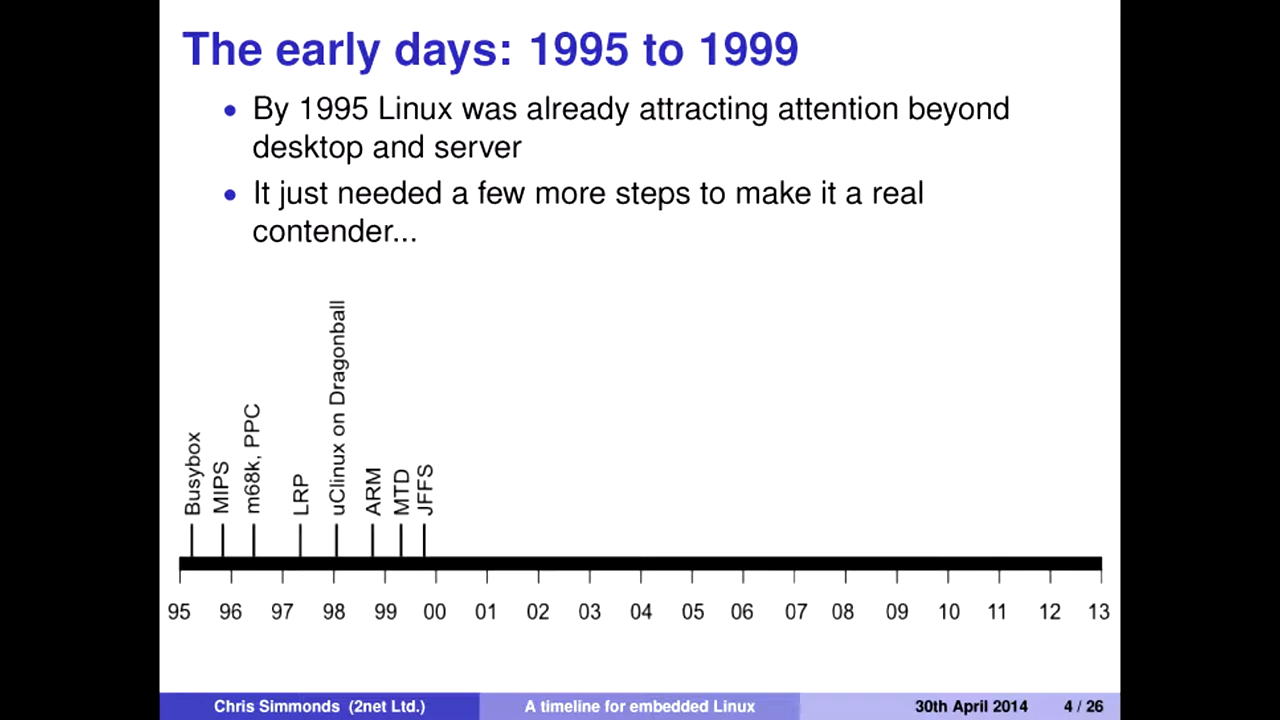 The early days: 1995 to 1999
• By 1995 Linux was already attracting attention beyond
desktop and server
• It just needed a few more steps to make it a real
contender...
Busybox
MIPS
m68k, PPC
LRP
uClinux on Dragonball
ARM
MTD
JFFS
95 96 97 98 99 00 01 02 03 04 05 06 07 08 09 10 11 12 13
Chris Simmonds (2net Ltd.) A timeline for embedded Linux 30th April 2014 4 / 26